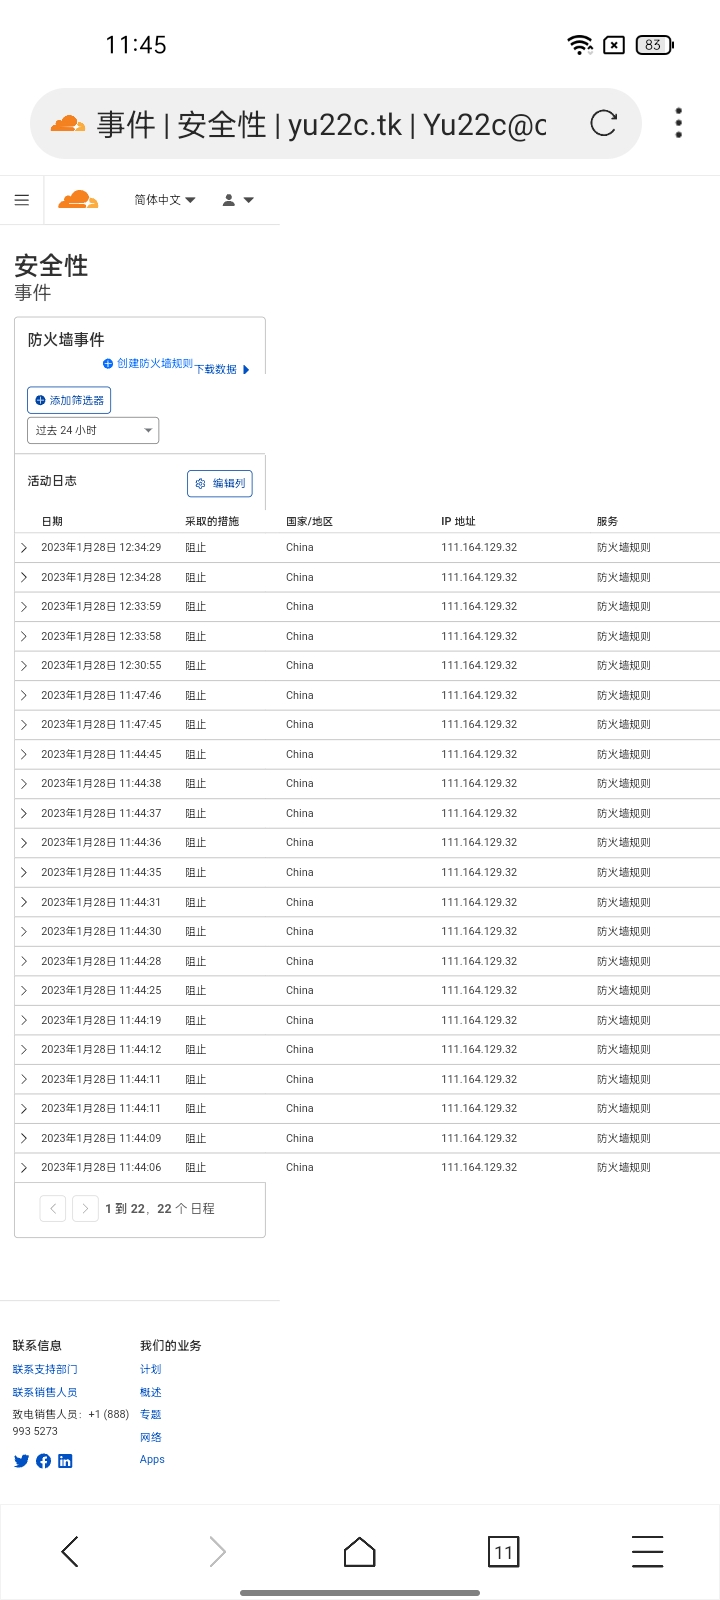 11:45
83
事件 | 安全性 | yu22c.tk | Yu22c@c
简体中文
安全性
事件
防火墙事件
创建防火墙规则 下载数据
添加筛选器
过去 24 小时
活动日志 编辑列
日期 采取的措施 国家/地区 IP 地址 服务
2023年1月28日 12:34:29 阻止 China 111.164.129.32 防火墙规则
2023年1月28日 12:34:28 阻止 China 111.164.129.32 防火墙规则
2023年1月28日 12:33:59 阻止 China 111.164.129.32 防火墙规则
2023年1月28日 12:33:58 阻止 China 111.164.129.32 防火墙规则
2023年1月28日 12:30:55 阻止 China 111.164.129.32 防火墙规则
2023年1月28日 11:47:46 阻止 China 111.164.129.32 防火墙规则
2023年1月28日 11:47:45 阻止 China 111.164.129.32 防火墙规则
2023年1月28日 11:44:45 阻止 China 111.164.129.32 防火墙规则
2023年1月28日 11:44:38 阻止 China 111.164.129.32 防火墙规则
2023年1月28日 11:44:37 阻止 China 111.164.129.32 防火墙规则
2023年1月28日 11:44:36 阻止 China 111.164.129.32 防火墙规则
2023年1月28日 11:44:35 阻止 China 111.164.129.32 防火墙规则
2023年1月28日 11:44:31 阻止 China 111.164.129.32 防火墙规则
2023年1月28日 11:44:30 阻止 China 111.164.129.32 防火墙规则
2023年1月28日 11:44:28 阻止 China 111.164.129.32 防火墙规则
2023年1月28日 11:44:25 阻止 China 111.164.129.32 防火墙规则
2023年1月28日 11:44:19 阻止 China 111.164.129.32 防火墙规则
2023年1月28日 11:44:12 阻止 China 111.164.129.32 防火墙规则
2023年1月28日 11:44:11 阻止 China 111.164.129.32 防火墙规则
2023年1月28日 11:44:11 阻止 China 111.164.129.32 防火墙规则
2023年1月28日 11:44:09 阻止 China 111.164.129.32 防火墙规则
2023年1月28日 11:44:06 阻止 China 111.164.129.32 防火墙规则
1 到 22，22 个 日程
联系信息 我们的业务
联系支持部门 计划
联系销售人员 概述
致电销售人员：+1 (888) 专题
993 5273
网络
Apps
11